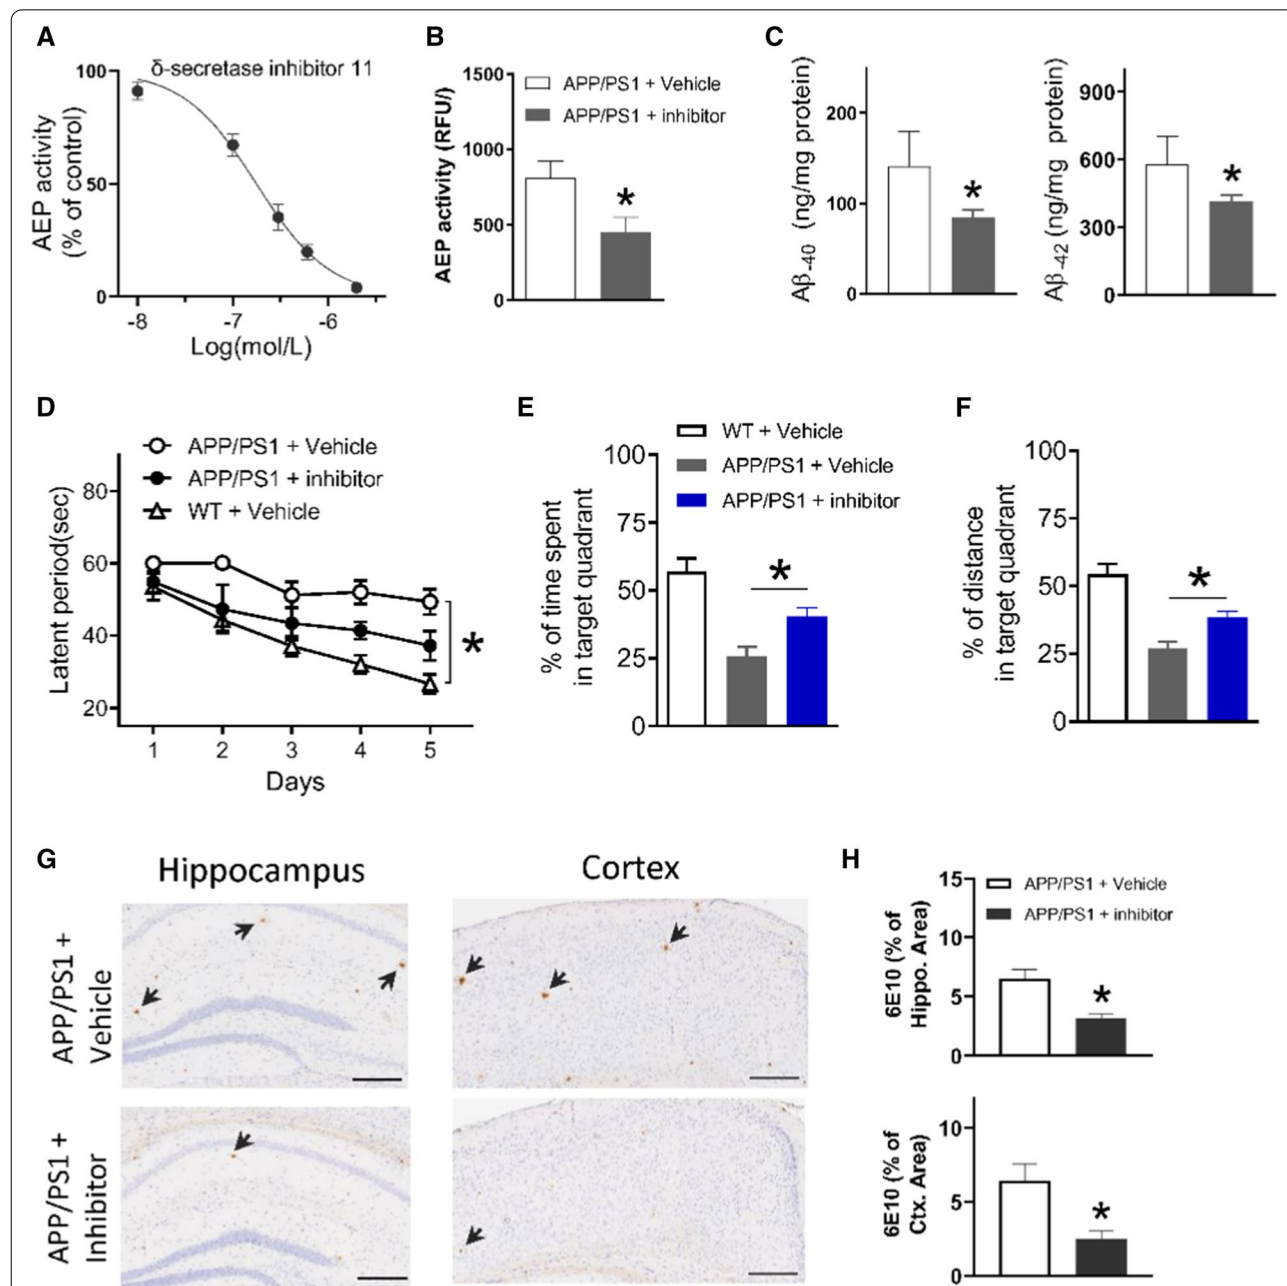 A
δ-secretase inhibitor 11
AEP activity
(% of control)
100
50
0
-8
-7
-6
Log(mol/L)
B
AEP activity (RFU/)
1500
1000
500
0
APP/PS1 + Vehicle
APP/PS1 + inhibitor
*
C
Aβ-40 (ng/mg protein)
200
100
0
*
Aβ-42 (ng/mg protein)
900
600
300
0
*
D
APP/PS1 + Vehicle
APP/PS1 + inhibitor
WT + Vehicle
Latent period(sec)
80
60
40
20
*
1 2 3 4 5
Days
E
WT + Vehicle
APP/PS1 + Vehicle
APP/PS1 + inhibitor
% of time spent
in target quadrant
100
75
50
25
0
*
F
% of distance
in target quadrant
100
75
50
25
0
*
G
Hippocampus
Cortex
APP/PS1 +
Vehicle
APP/PS1 +
Inhibitor
H
APP/PS1 + Vehicle
APP/PS1 + inhibitor
6E10 (% of
Hippo. Area)
15
10
5
0
*
6E10 (% of
Ctx. Area)
10
5
0
*